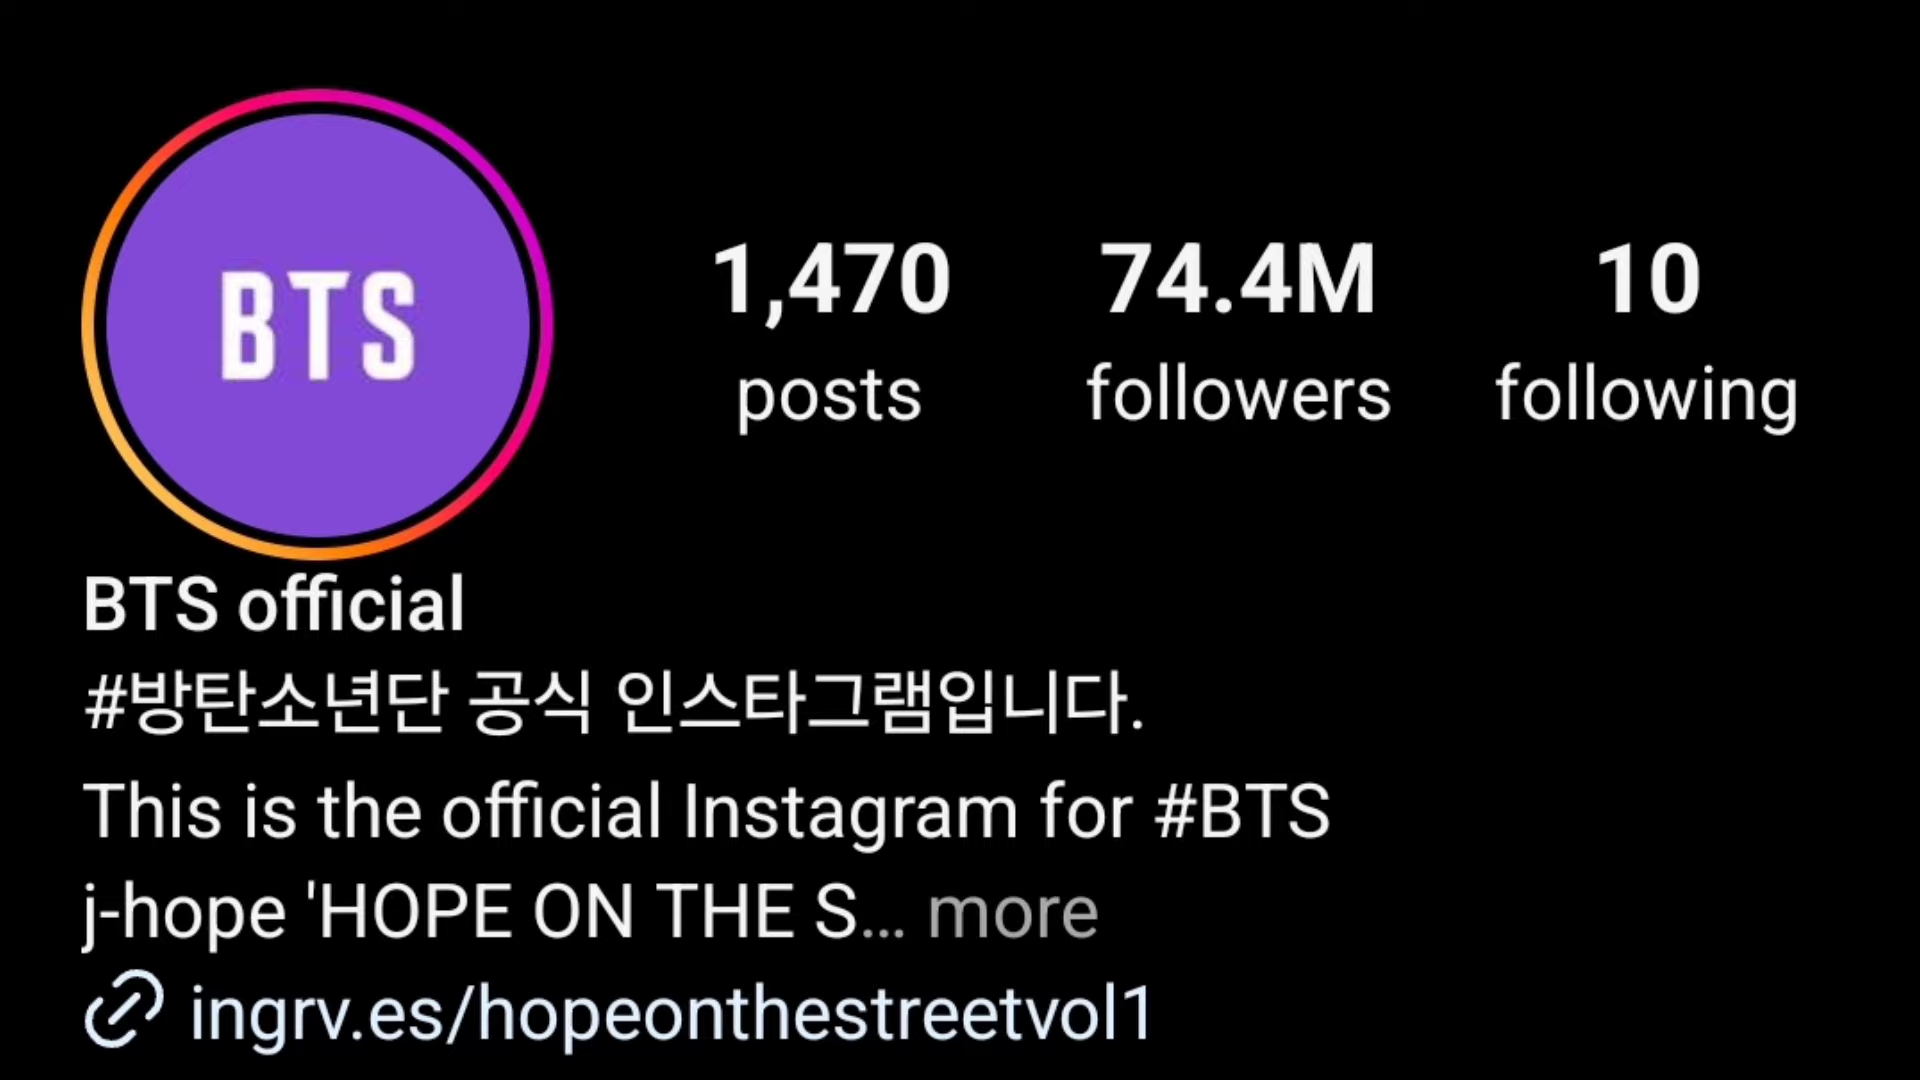 BTS
1,470 74.4M 10
posts followers following
BTS official
#방탄소년단 공식 인스타그램입니다.
This is the official Instagram for #BTS
j-hope 'HOPE ON THE S... more
ingrv.es/hopeonthestreetvol1